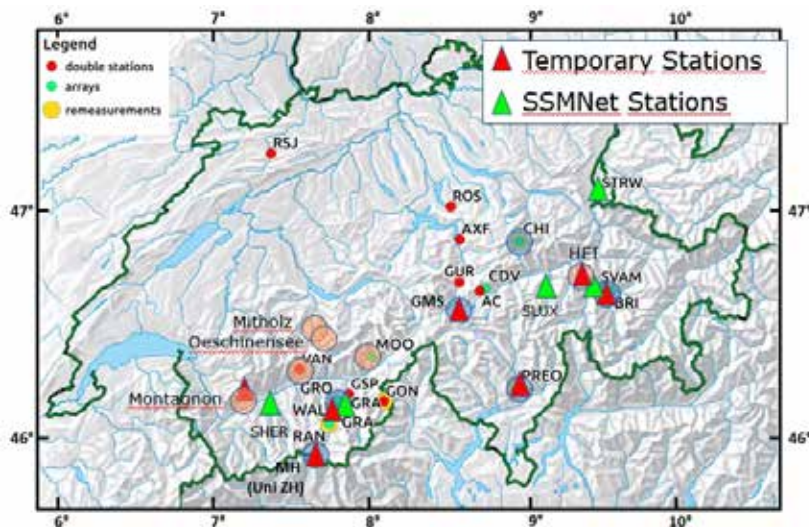 7°
8°
9°
10°
Legend
double stations
arrays
remeasurements
Temporary Stations
SSMNet Stations
RSJ
STRW
47°
ROS
47°
AXF
CHI
HET
GUR
CDV
SVAM
GMS
AC
SLUX
BRI
Mitholz
Oeschinensee
MOO
VAN
PREO
GRO
GSP
GON
Montagnon
WAL
GRA
46°
SHER
RAN
GRA
46°
MH
(Uni ZH)
6°
7°
8°
9°
10°